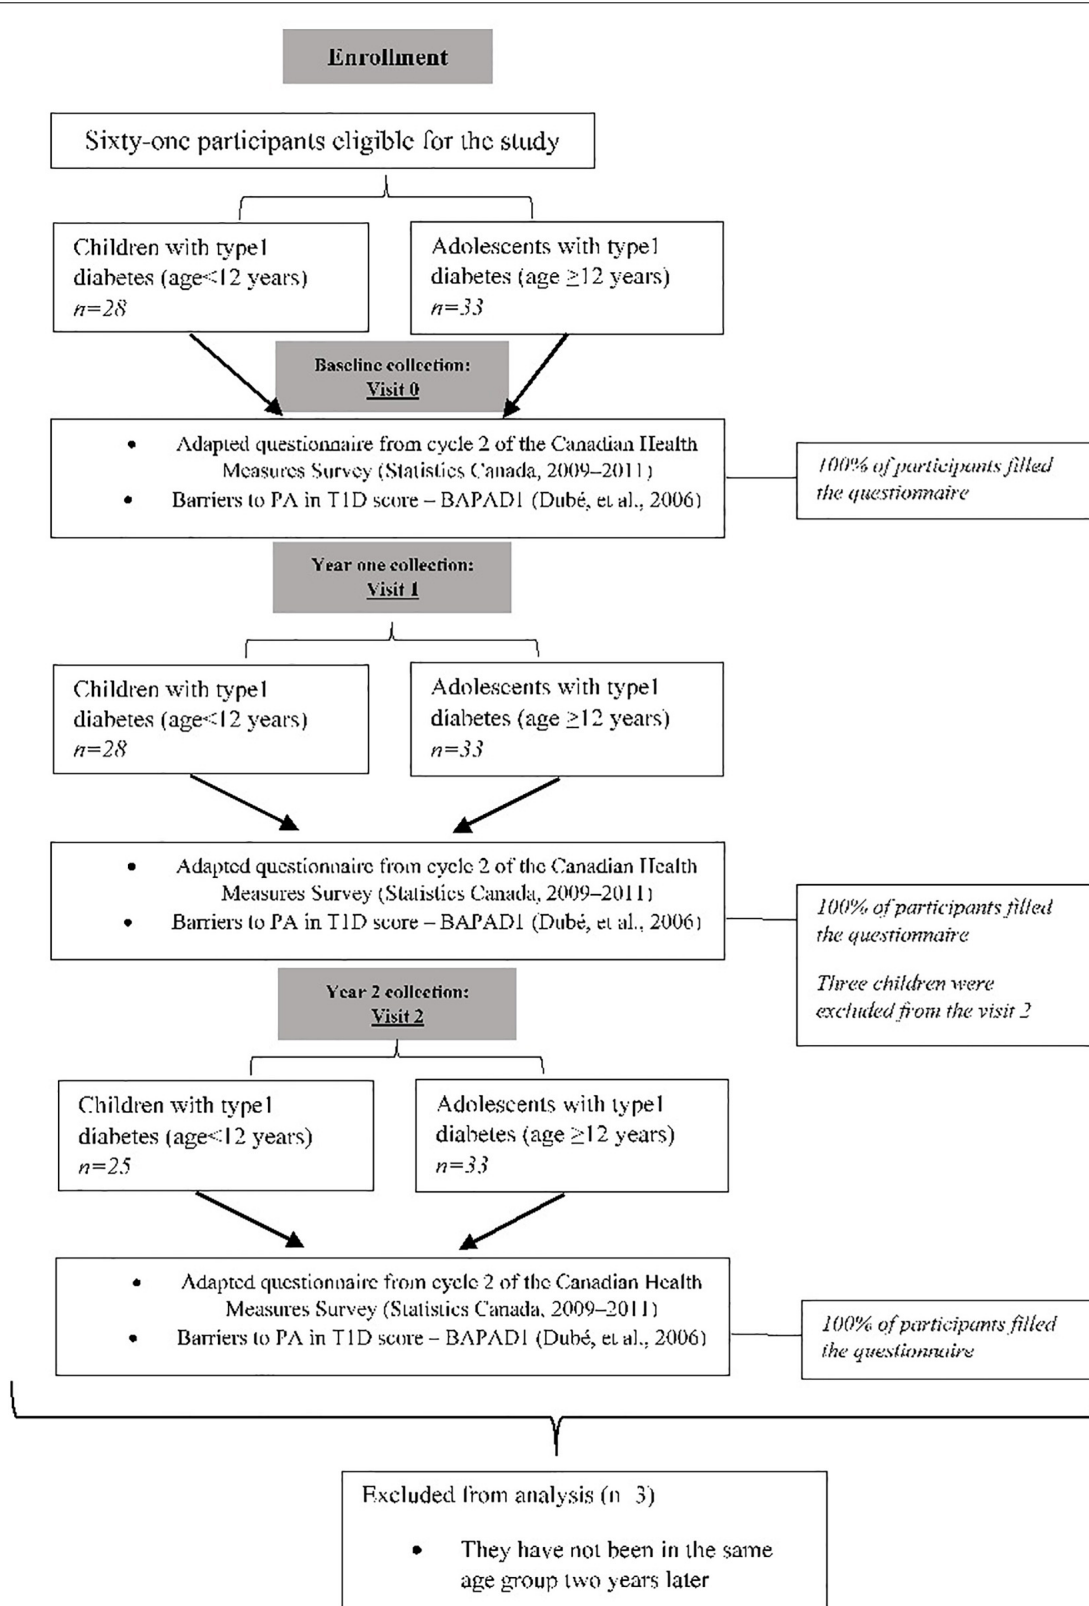 Enrollment
Sixty-one participants eligible for the study
Children with type1
diabetes (age<12 years)
n=28
Adolescents with type1
diabetes (age ≥12 years)
n=33
Baseline collection:
Visit 0
• Adapted questionnaire from cycle 2 of the Canadian Health
Measures Survey (Statistics Canada, 2009–2011)
• Barriers to PA in T1D score – BAPAD1 (Dubé, et al., 2006)
100% of participants filled
the questionnaire
Year one collection:
Visit 1
Children with type1
diabetes (age<12 years)
n=28
Adolescents with type1
diabetes (age ≥12 years)
n=33
• Adapted questionnaire from cycle 2 of the Canadian Health
Measures Survey (Statistics Canada, 2009–2011)
• Barriers to PA in T1D score – BAPAD1 (Dubé, et al., 2006)
100% of participants filled
the questionnaire
Three children were
excluded from the visit 2
Year 2 collection:
Visit 2
Children with type1
diabetes (age<12 years)
n=25
Adolescents with type1
diabetes (age ≥12 years)
n=33
• Adapted questionnaire from cycle 2 of the Canadian Health
Measures Survey (Statistics Canada, 2009–2011)
• Barriers to PA in T1D score – BAPAD1 (Dubé, et al., 2006)
100% of participants filled
the questionnaire
Excluded from analysis (n 3)
• They have not been in the same
age group two years later